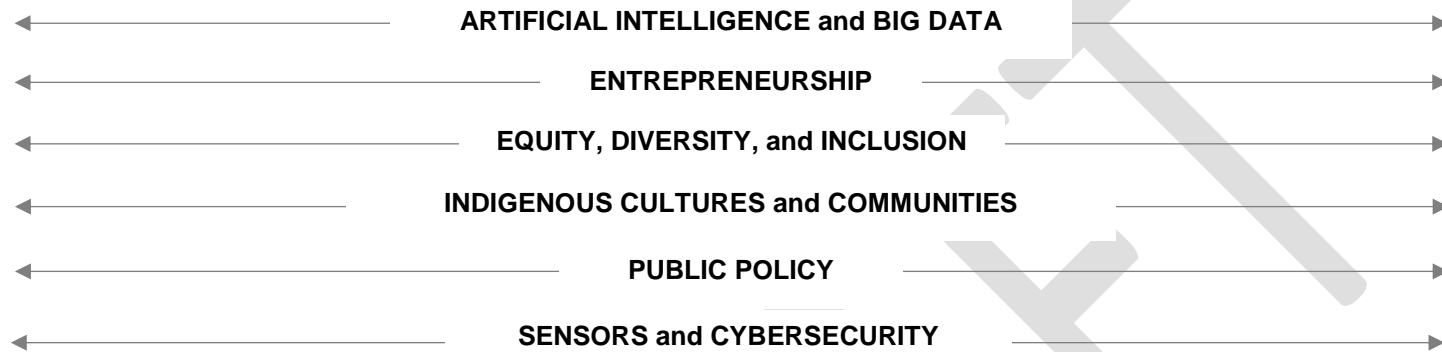 ARTIFICIAL INTELLIGENCE and BIG DATA
ENTREPRENEURSHIP
EQUITY, DIVERSITY, and INCLUSION
INDIGENOUS CULTURES and COMMUNITIES
PUBLIC POLICY
SENSORS and CYBERSECURITY